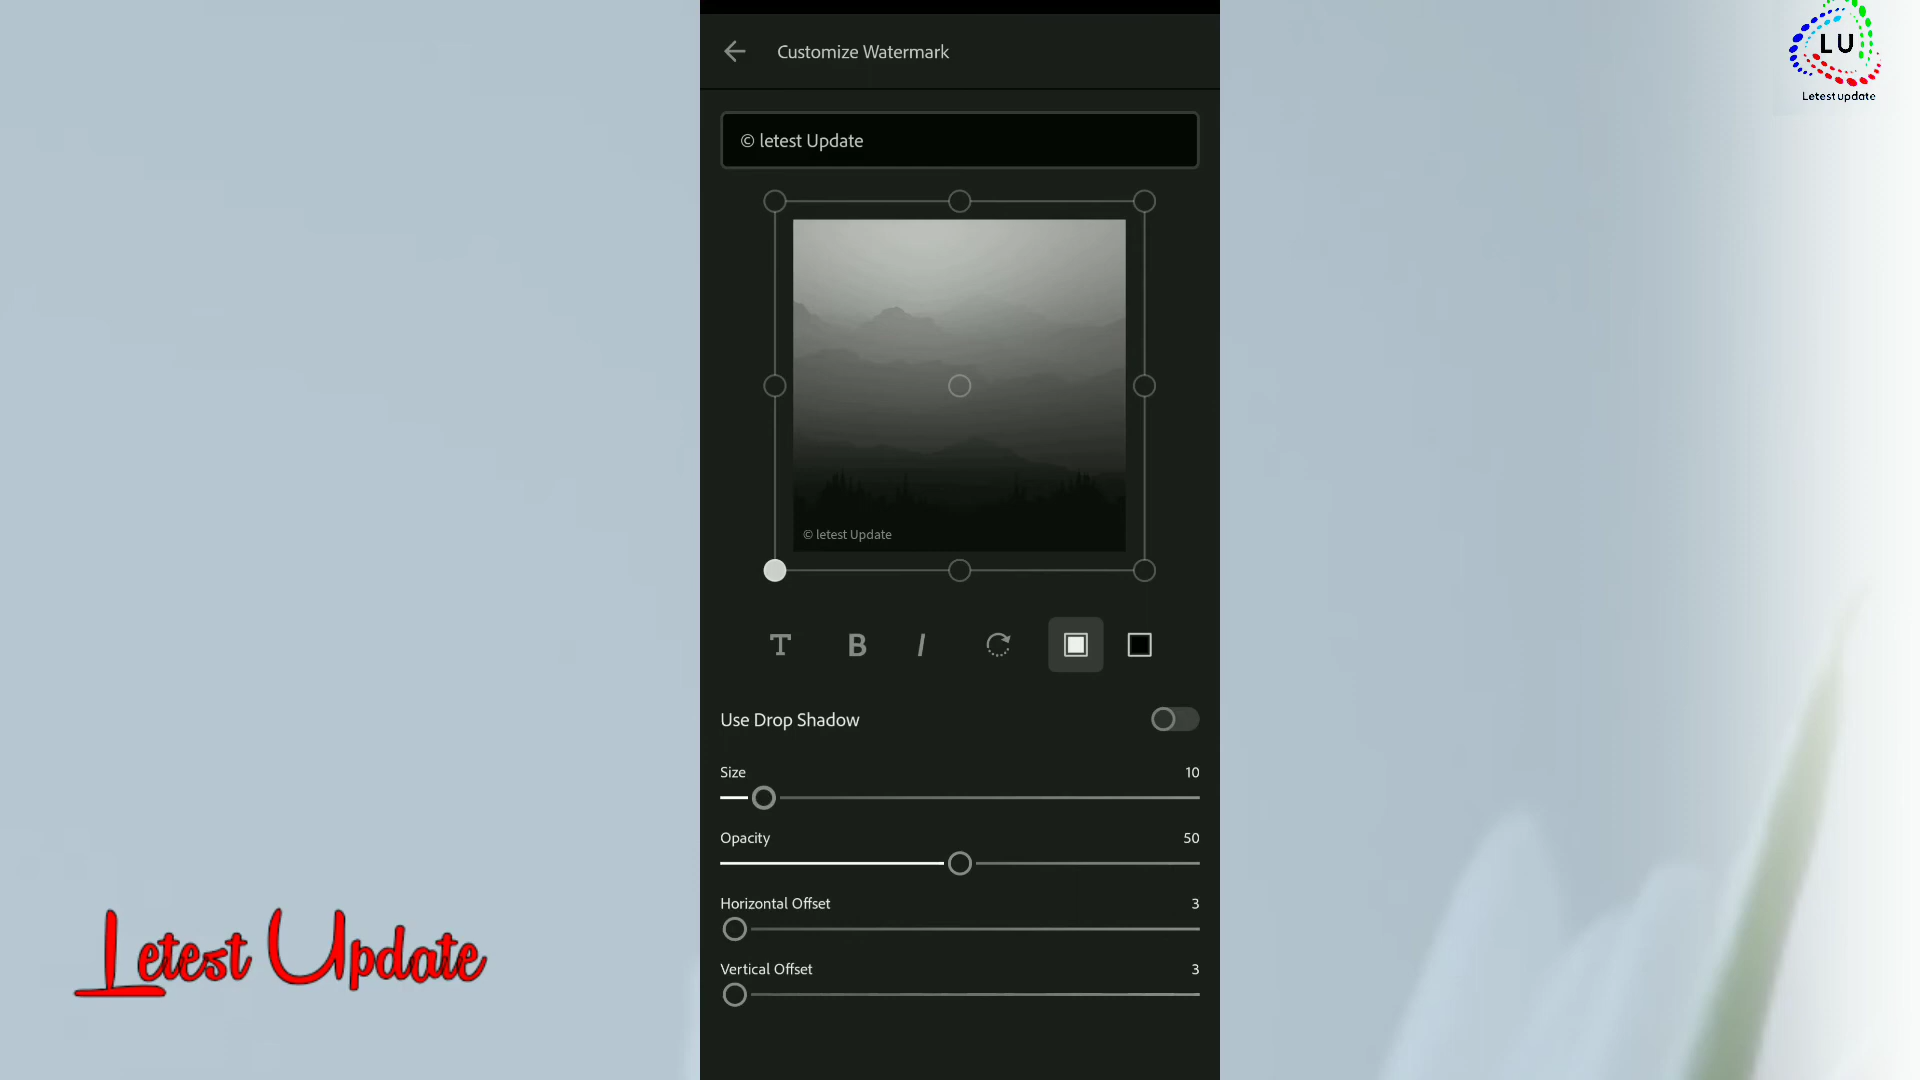 Customize Watermark
© letest Update
© letest Update
T B I
Use Drop Shadow
Size 10
Opacity 50
Horizontal Offset 3
Vertical Offset 3
LU
Letest update
Letest Update